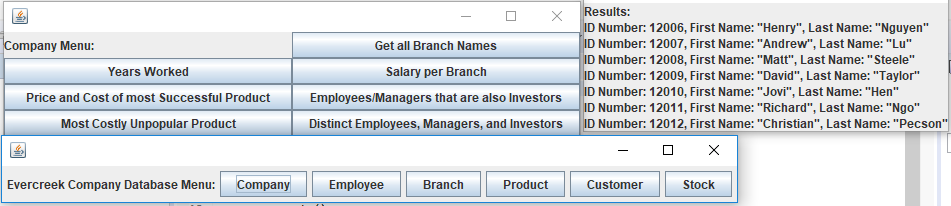 Company Menu:
Get all Branch Names
Years Worked
Salary per Branch
Price and Cost of most Successful Product
Employees/Managers that are also Investors
Most Costly Unpopular Product
Distinct Employees, Managers, and Investors
Results:
ID Number: 12006, First Name: "Henry", Last Name: "Nguyen"
ID Number: 12007, First Name: "Andrew", Last Name: "Lu"
ID Number: 12008, First Name: "Matt", Last Name: "Steele"
ID Number: 12009, First Name: "David", Last Name: "Taylor"
ID Number: 12010, First Name: "Jovi", Last Name: "Hen"
ID Number: 12011, First Name: "Richard", Last Name: "Ngo"
ID Number: 12012, First Name: "Christian", Last Name: "Pecson"
Evercreek Company Database Menu: Company Employee Branch Product Customer Stock